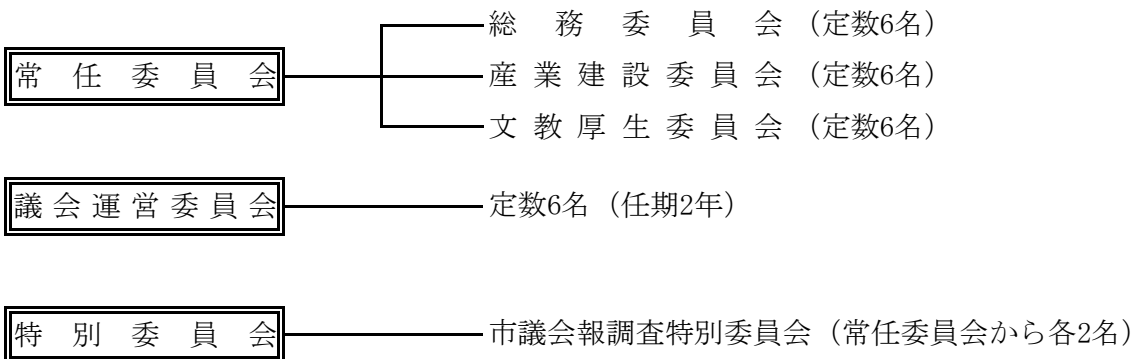 総務委員会（定数6名）
常任委員会 産業建設委員会（定数6名）
文教厚生委員会（定数6名）
議会運営委員会 定数6名（任期2年）
特別委員会 市議会報調査特別委員会（常任委員会から各2名）